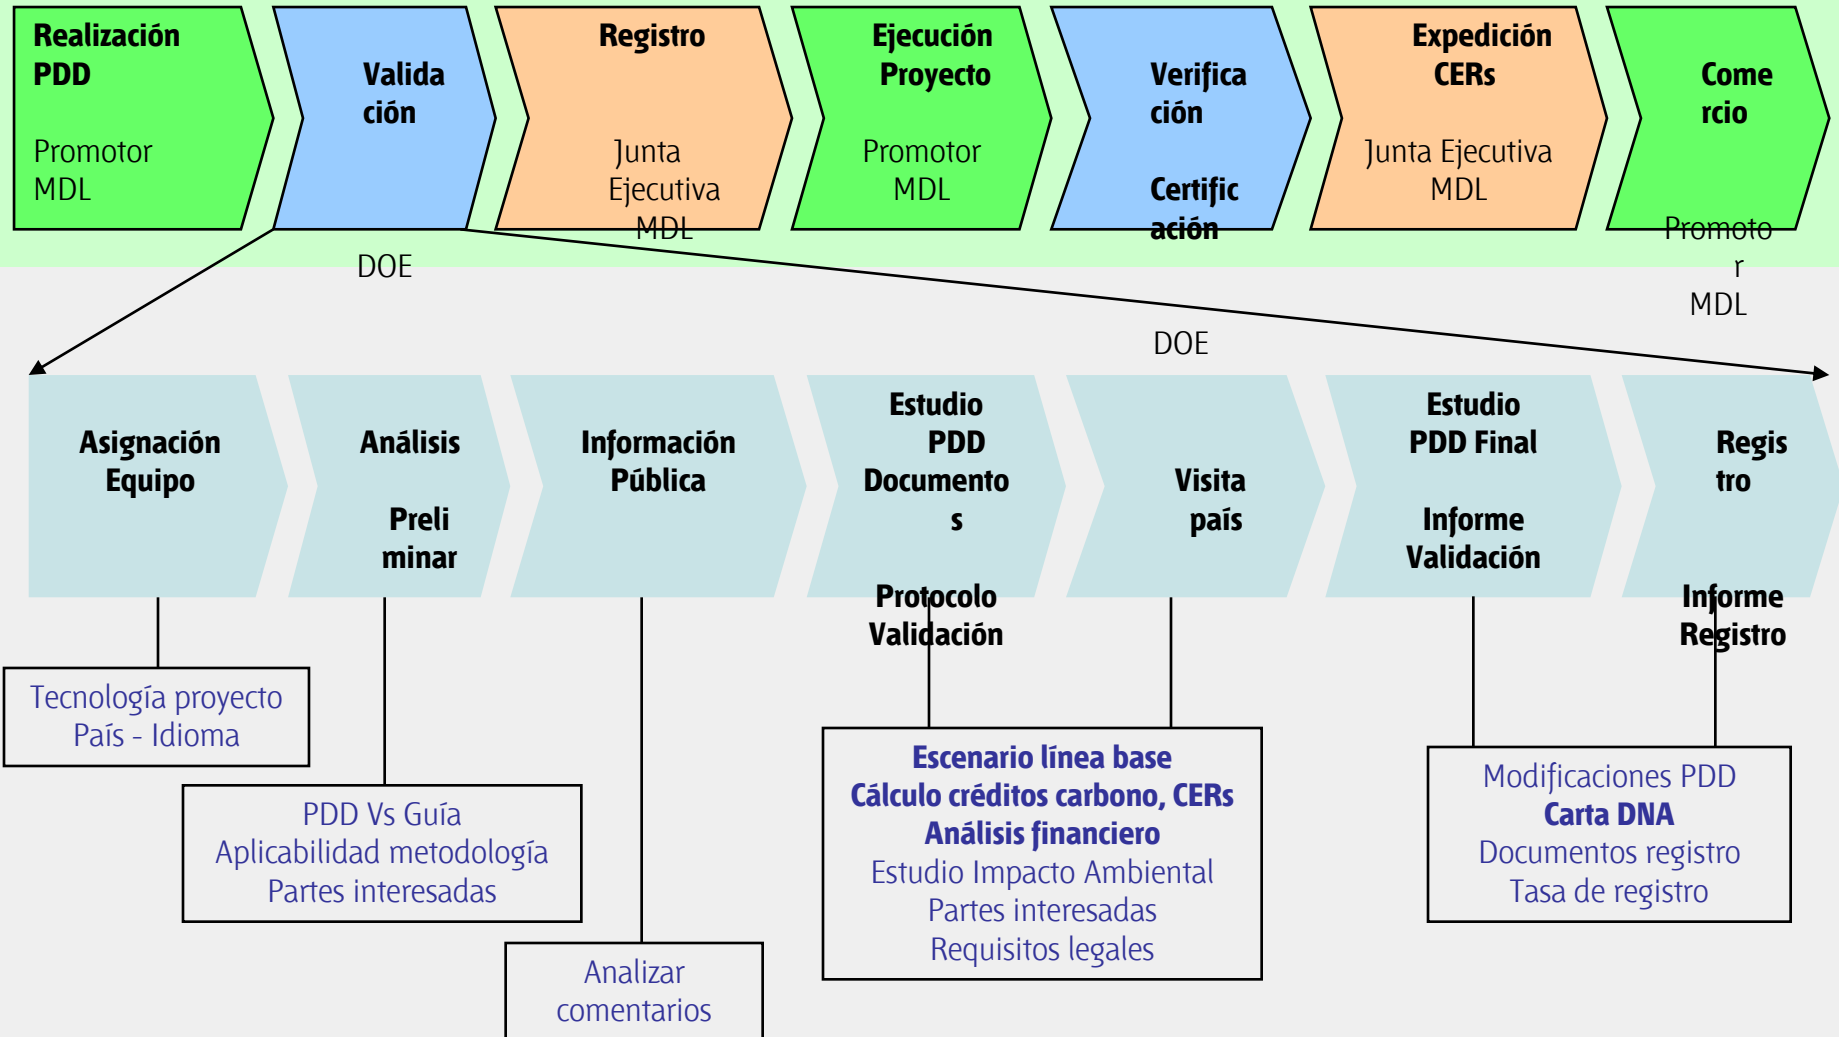 Realización
PDD
Promotor
MDL
Valida
ción
DOE
Registro
Junta
Ejecutiva
MDL
Ejecución
Proyecto
Promotor
MDL
Verifica
ción
Certific
ación
DOE
Expedición
CERs
Junta Ejecutiva
MDL
Come
rcio
Promoto
r
MDL
Asignación
Equipo
Análisis
Preli
minar
Información
Pública
Estudio
PDD
Documento
s
Protocolo
Validación
Visita
país
Estudio
PDD Final
Informe
Validación
Regis
tro
Informe
Registro
Tecnología proyecto
País - Idioma
PDD Vs Guía
Aplicabilidad metodología
Partes interesadas
Analizar
comentarios
Escenario línea base
Cálculo créditos carbono, CERs
Análisis financiero
Estudio Impacto Ambiental
Partes interesadas
Requisitos legales
Modificaciones PDD
Carta DNA
Documentos registro
Tasa de registro